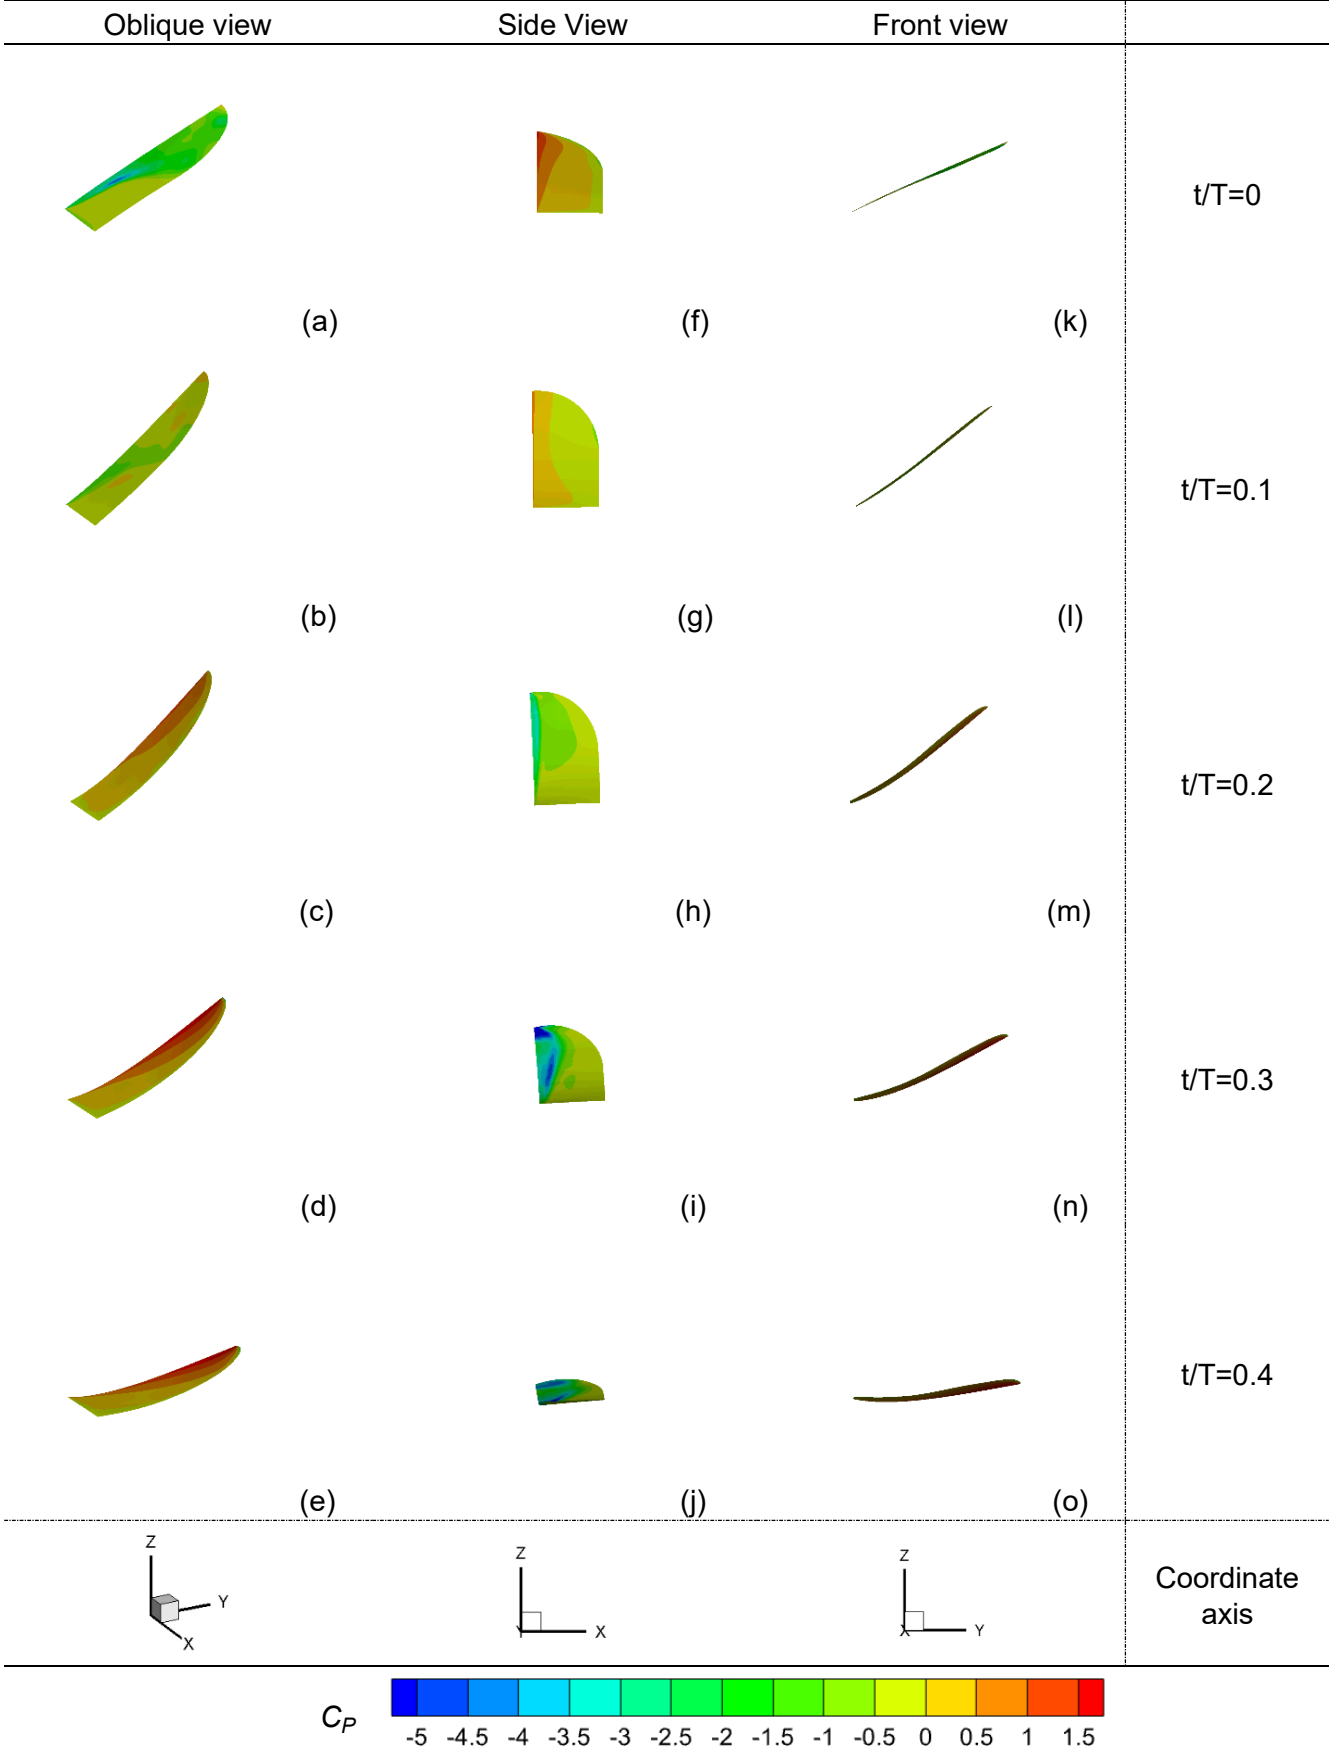 Oblique view Side View Front view
t/T=0
(a) (f) (k)
t/T=0.1
(b) (g) (l)
t/T=0.2
(c) (h) (m)
t/T=0.3
(d) (i) (n)
t/T=0.4
(e) (j) (o)
Z Z Z
Coordinate
axis
Y
X
Y X
X Y
C_P
-5 -4.5 -4 -3.5 -3 -2.5 -2 -1.5 -1 -0.5 0 0.5 1 1.5